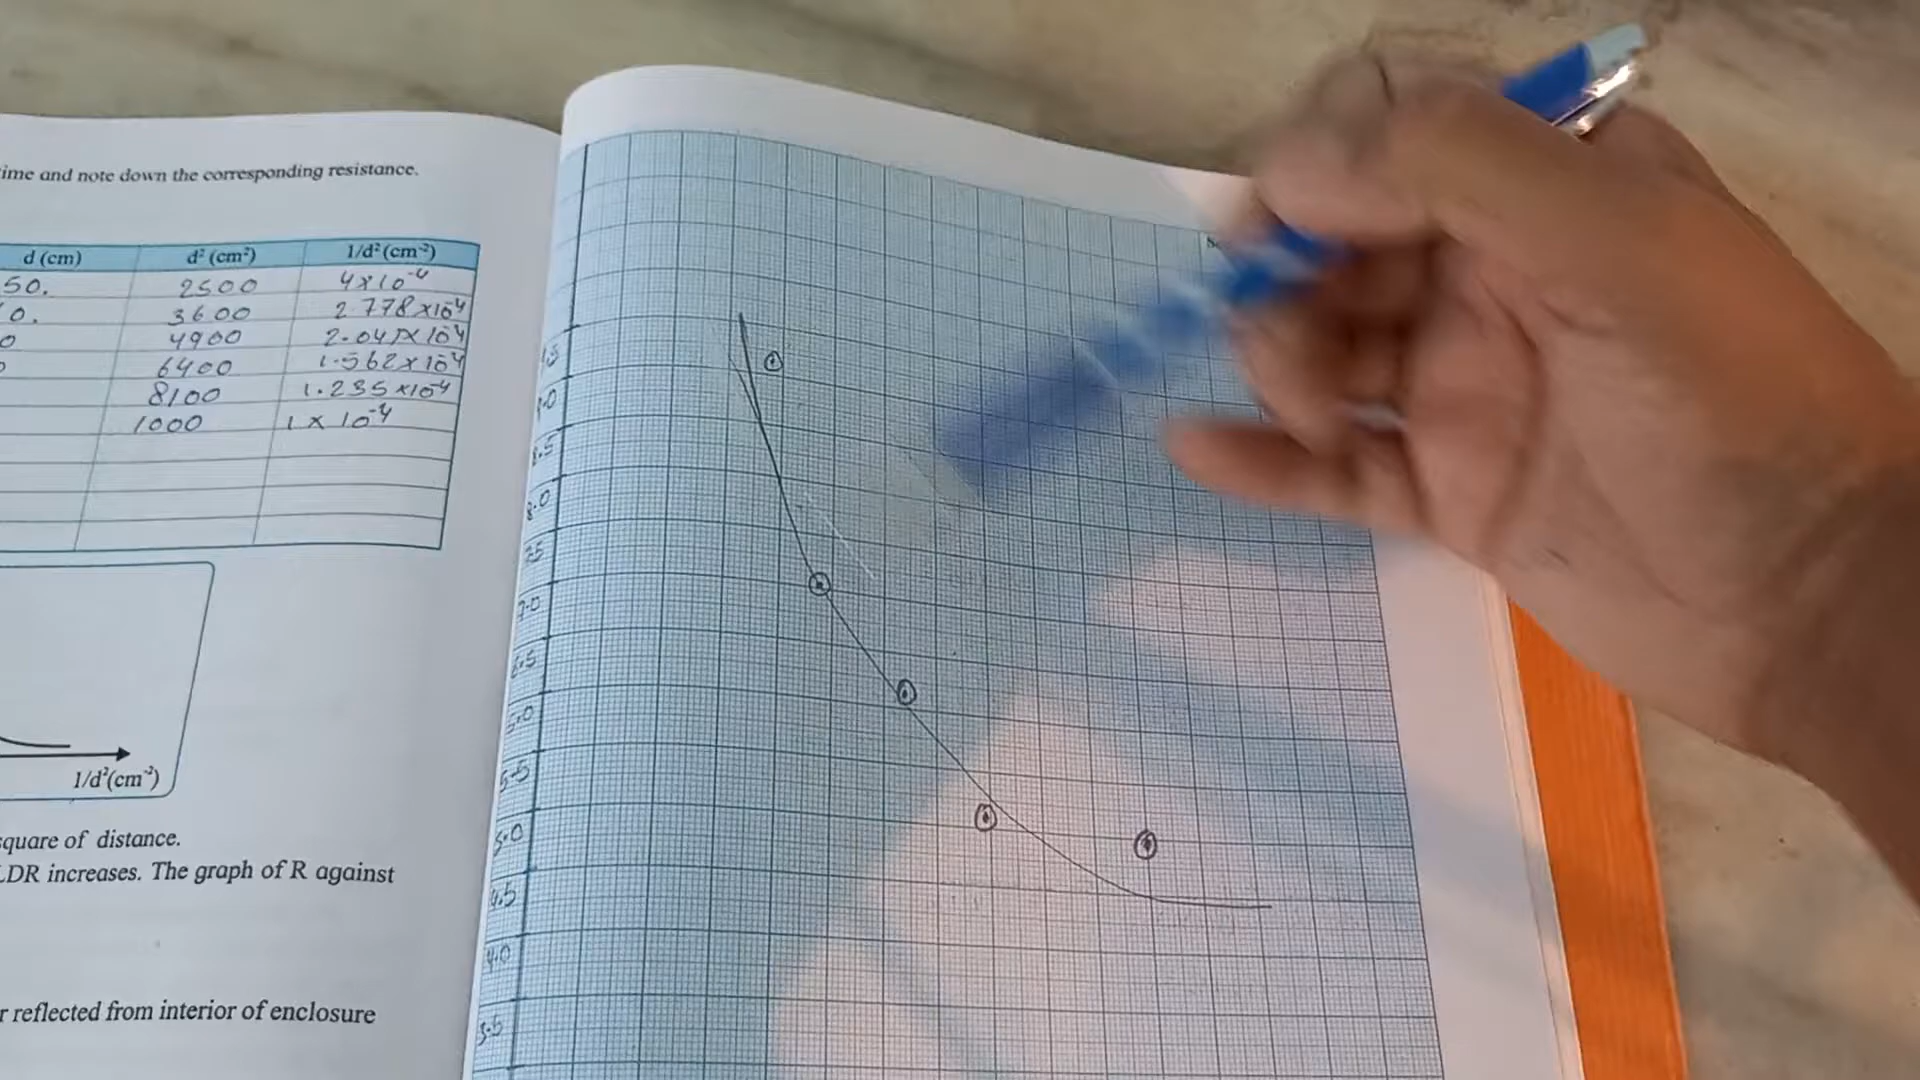 time and note down the corresponding resistance.
d (cm) d² (cm²) 1/d² (cm⁻²)
50. 2500 4×10⁻⁴
0. 3600 2.778×10⁻⁴
0 4900 2.041×10⁻⁴
6400 1.562×10⁻⁴
8100 1.235×10⁻⁴
1000 1×10⁻⁴
1/d²(cm⁻²)
square of distance.
LDR increases. The graph of R against
r reflected from interior of enclosure
9.0
8.5
8.0
7.5
7.0
6.5
5.5
5.0
4.5
4.0
3.5